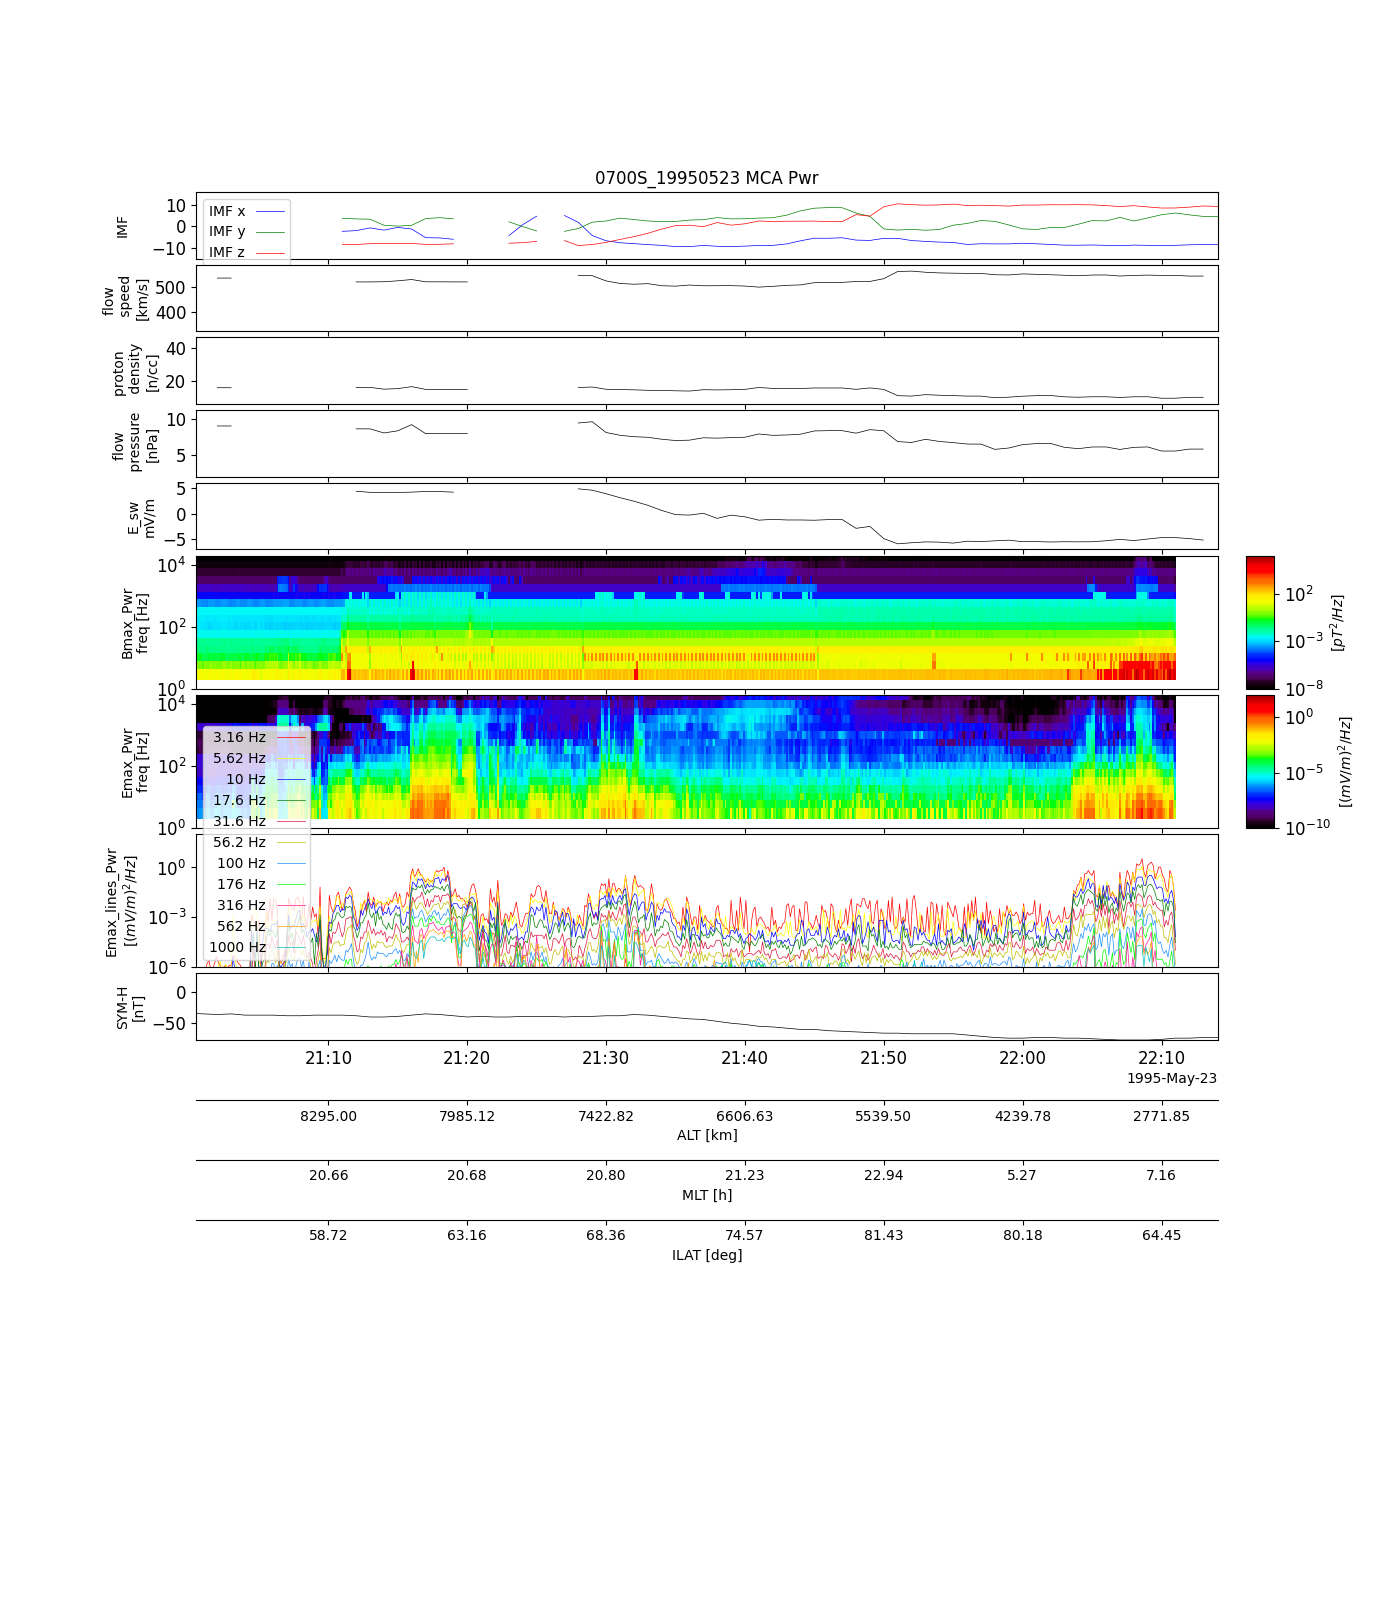 0700S_19950523 MCA Pwr
IMF
10
0
−10
IMF x
IMF y
IMF z
flow
speed
[km/s]
500
400
proton
density
[n/cc]
40
20
flow
pressure
[nPa]
10
5
E_sw
mV/m
5
0
−5
Bmax_Pwr
freq [Hz]
10^4
10^2
10^0
10^2
10^−3
10^−8
[pT^2/Hz]
Emax_Pwr
freq [Hz]
10^4
10^2
10^0
10^0
10^−5
10^−10
[(mV/m)^2/Hz]
3.16 Hz
5.62 Hz
10 Hz
17.6 Hz
31.6 Hz
56.2 Hz
100 Hz
176 Hz
316 Hz
562 Hz
1000 Hz
Emax_lines_Pwr
[(mV/m)^2/Hz]
10^0
10^−3
10^−6
SYM-H
[nT]
0
−50
21:10 21:20 21:30 21:40 21:50 22:00 22:10
1995-May-23
8295.00 7985.12 7422.82 6606.63 5539.50 4239.78 2771.85
ALT [km]
20.66 20.68 20.80 21.23 22.94 5.27 7.16
MLT [h]
58.72 63.16 68.36 74.57 81.43 80.18 64.45
ILAT [deg]